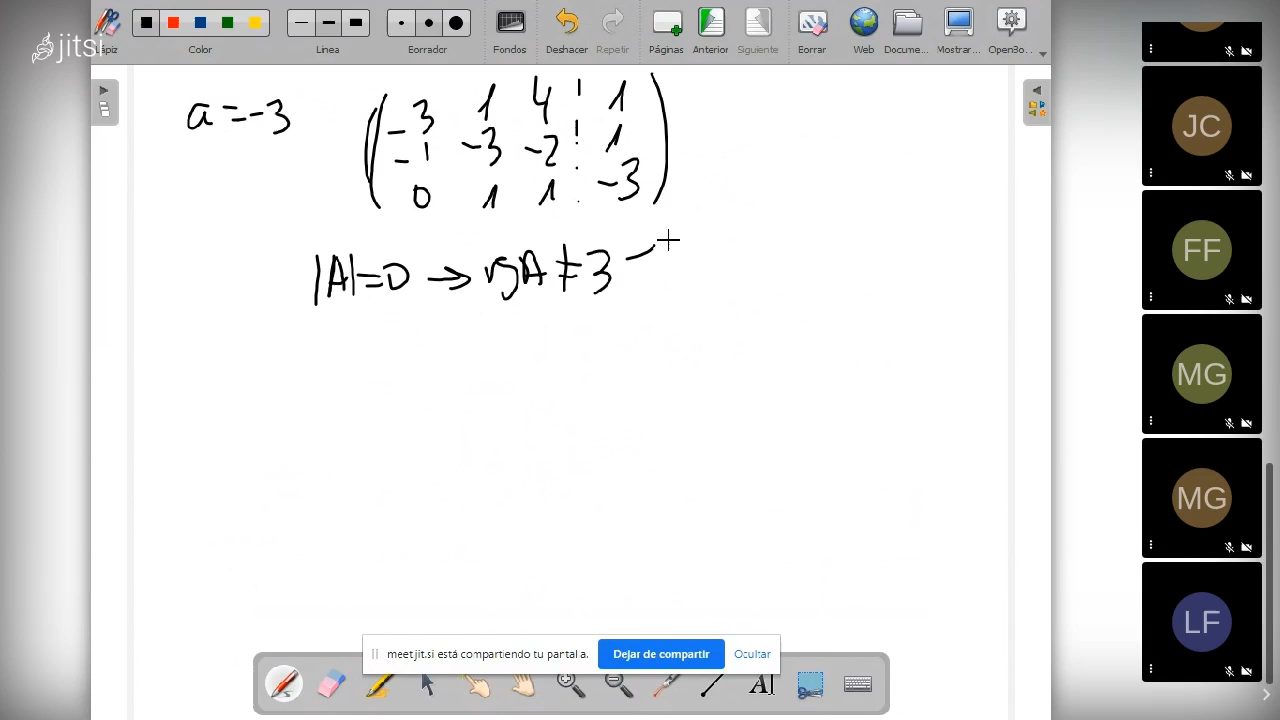 jitsi
Lápiz Color Línea Borrador Fondos Deshacer Repetir Páginas Anterior Siguiente Borrar Web Docume... Mostrar... OpenBo...
a = -3
-3 1 4 ¦ 1
-1 -3 -2 ¦ 1
0 1 1 ¦ -3
|A|=0 → rg A ≠ 3
JC
FF
MG
MG
LF
meet.jit.si está compartiendo tu pantalla. Dejar de compartir Ocultar